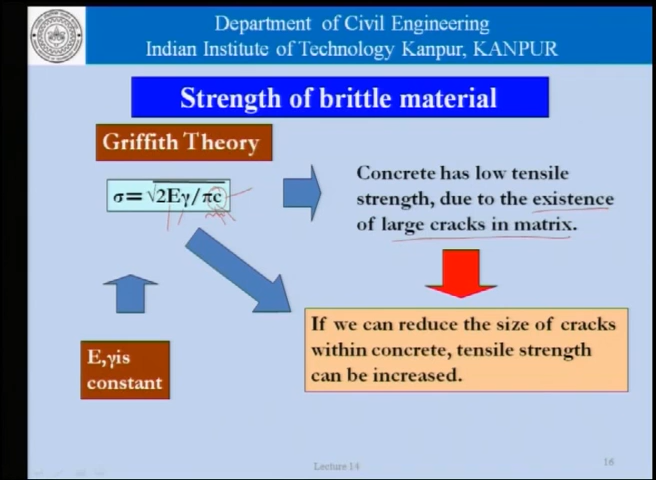 Department of Civil Engineering
Indian Institute of Technology Kanpur, KANPUR
Strength of brittle material
Griffith Theory
σ=√2Eγ/πc
Concrete has low tensile
strength, due to the existence
of large cracks in matrix.
If we can reduce the size of cracks
within concrete, tensile strength
can be increased.
E,γis
constant
Lecture 14
16